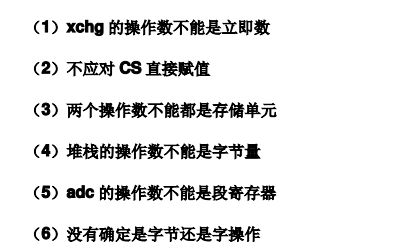 （1）xchg 的操作数不能是立即数
（2）不应对 CS 直接赋值
（3）两个操作数不能都是存储单元
（4）堆栈的操作数不能是字节量
（5）adc 的操作数不能是段寄存器
（6）没有确定是字节还是字操作